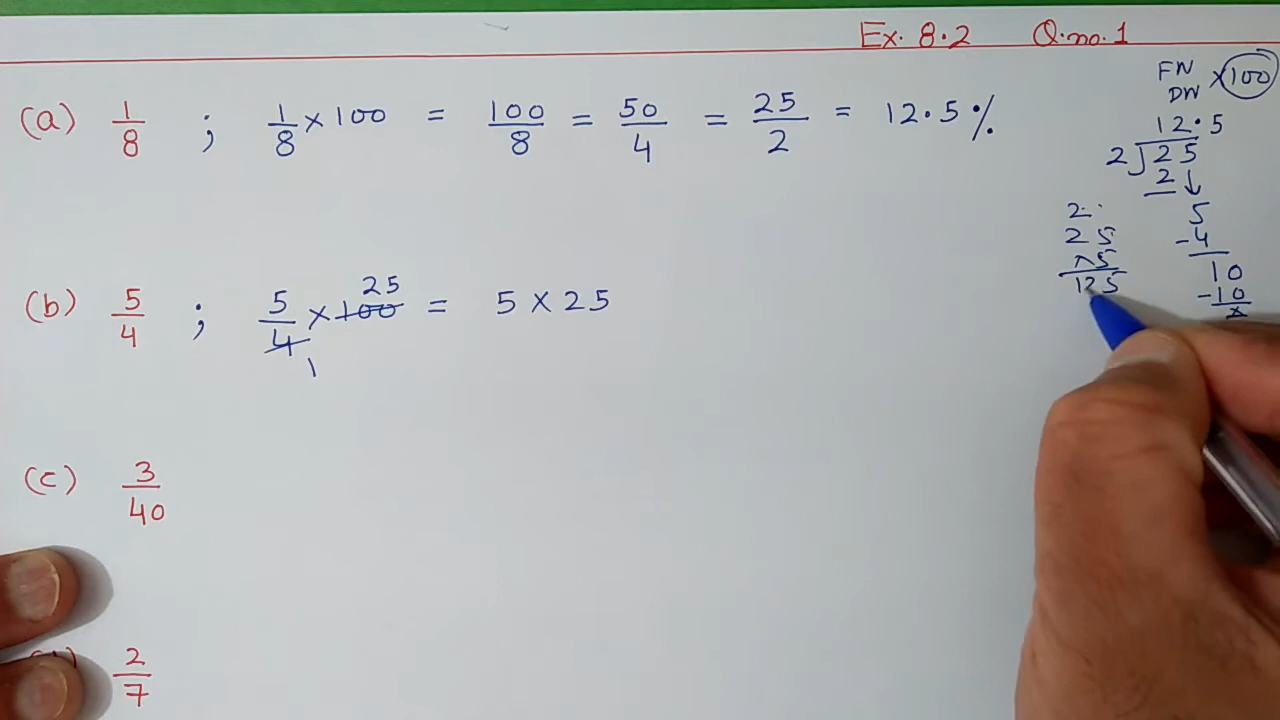 Ex. 8.2 Q.no.1
FN
DN ×100
(a) 1/8 ; 1/8 × 100 = 100/8 = 50/4 = 25/2 = 12.5%
12.5
2 25
2
5
-4
10
-10
×
2
25
×5
125
(b) 5/4 ; 5/4 × 100 = 5 × 25
25
1
(c) 3/40
2/7